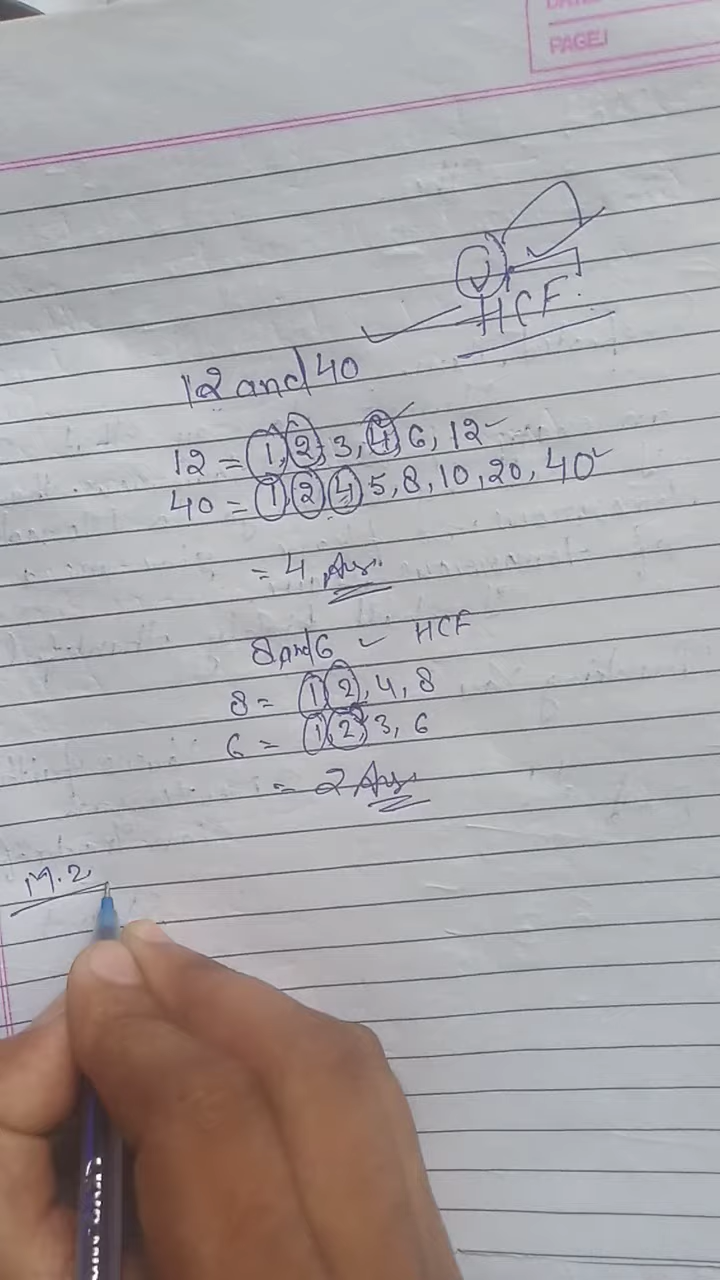 PAGE
HCF.
12 and 40
12 = 1, 2, 3, 4, 6, 12
40 = 1 2 4 5, 8, 10, 20, 40
= 4 Ans.
8 and 6 HCF
8 = 1 2, 4, 8
6 = 1, 2, 3, 6
= 2 Ans
M.2